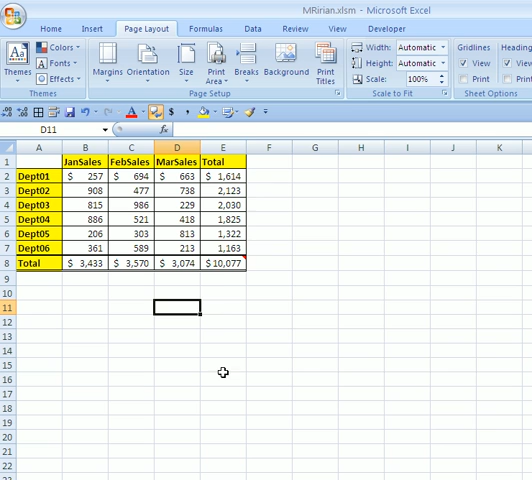 MRirian.xlsm - Microsoft Excel
Home Insert Page Layout Formulas Data Review View Developer
Themes Colors Fonts Effects Margins Orientation Size Print Area Breaks Background Print Titles Width: Automatic Height: Automatic Scale: 100% Gridlines View Print Heading View Print
Themes Page Setup Scale to Fit Sheet Options
D11 fx
A B C D E F G H I J K
1 JanSales FebSales MarSales Total
2 Dept01 $ 257 $ 694 $ 663 $ 1,614
3 Dept02 908 477 738 2,123
4 Dept03 815 986 229 2,030
5 Dept04 886 521 418 1,825
6 Dept05 206 303 813 1,322
7 Dept06 361 589 213 1,163
8 Total $ 3,433 $ 3,570 $ 3,074 $ 10,077
9
10
11
12
13
14
15
16
17
18
19
20
21
22